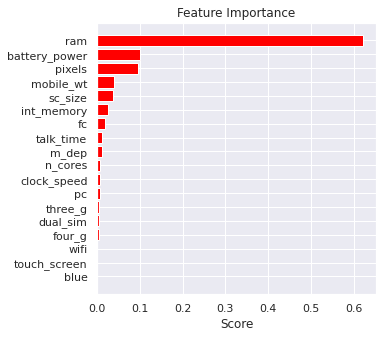 Feature Importance
ram
battery_power
pixels
mobile_wt
sc_size
int_memory
fc
talk_time
m_dep
n_cores
clock_speed
pc
three_g
dual_sim
four_g
wifi
touch_screen
blue
0.0 0.1 0.2 0.3 0.4 0.5 0.6
Score